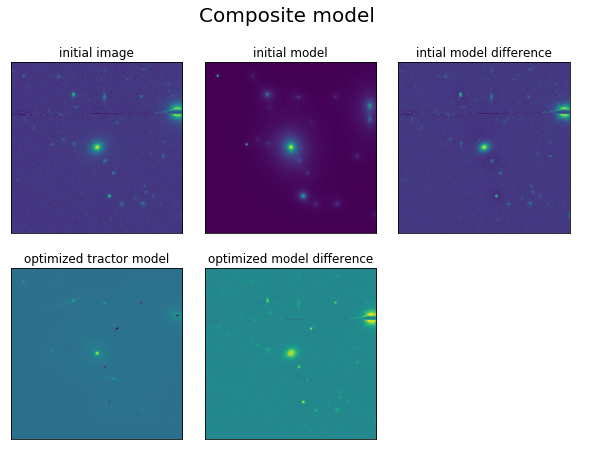 Composite model
initial image
initial model
intial model difference
optimized tractor model
optimized model difference